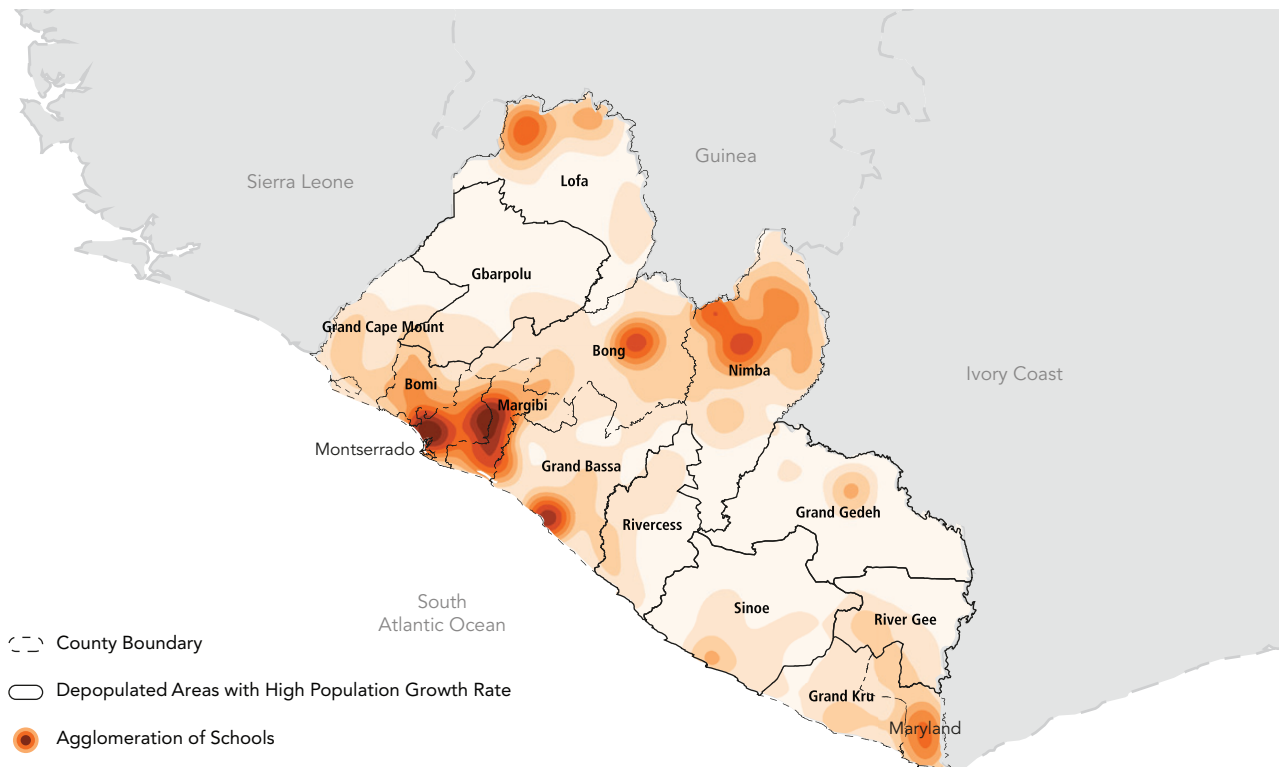 Guinea
Sierra Leone
Lofa
Gbarpolu
Grand Cape Mount
Bong
Nimba
Ivory Coast
Bomi
Margibi
Montserrado
Grand Bassa
Grand Gedeh
Rivercess
South
Atlantic Ocean
Sinoe
River Gee
County Boundary
Depopulated Areas with High Population Growth Rate
Grand Kru
Maryland
Agglomeration of Schools